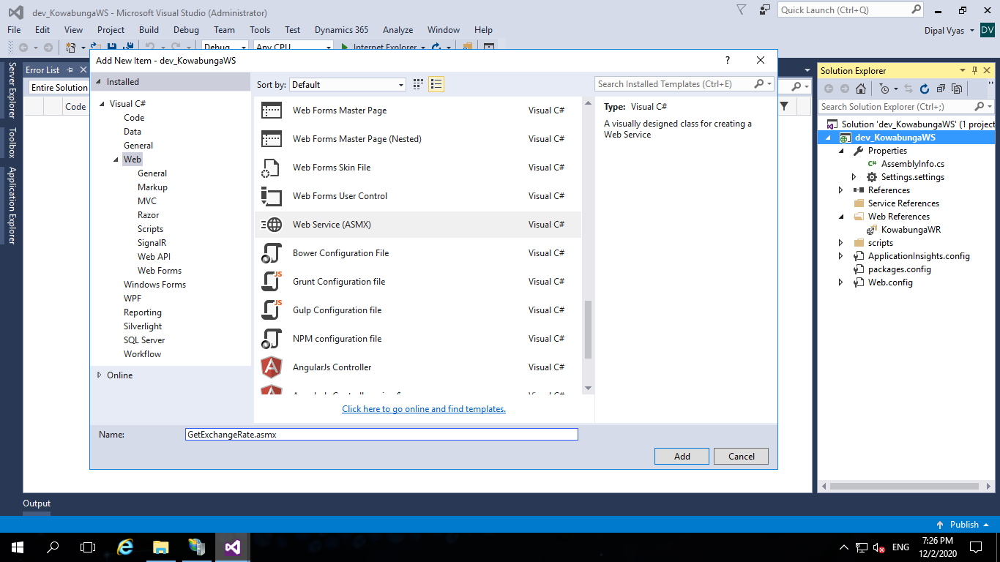 dev_KowabungaWS - Microsoft Visual Studio (Administrator)
Quick Launch (Ctrl+Q)
File Edit View Project Build Debug Team Tools Test Dynamics 365 Analyze Window Help
Dipal Vyas DV
Debug Any CPU Internet Explorer
Server Explorer
Toolbox
Application Explorer
Error List
Entire Solution
Code
Add New Item - dev_KowabungaWS
?
Installed
Visual C#
Code
Data
General
Web
General
Markup
MVC
Razor
Scripts
SignalR
Web API
Web Forms
Windows Forms
WPF
Reporting
Silverlight
SQL Server
Workflow
Online
Sort by: Default
Search Installed Templates (Ctrl+E)
Web Forms Master Page Visual C#
Web Forms Master Page (Nested) Visual C#
Web Forms Skin File Visual C#
Web Forms User Control Visual C#
Web Service (ASMX) Visual C#
Bower Configuration File Visual C#
Grunt Configuration file Visual C#
Gulp Configuration file Visual C#
NPM configuration file Visual C#
AngularJs Controller Visual C#
Click here to go online and find templates.
Type: Visual C#
A visually designed class for creating a
Web Service
Name: GetExchangeRate.asmx
Add Cancel
Solution Explorer
Search Solution Explorer (Ctrl+;)
Solution 'dev_KowabungaWS' (1 project
dev_KowabungaWS
Properties
AssemblyInfo.cs
Settings.settings
References
Service References
Web References
KowabungaWR
scripts
ApplicationInsights.config
packages.config
Web.config
Output
Publish
ENG
7:26 PM
12/2/2020